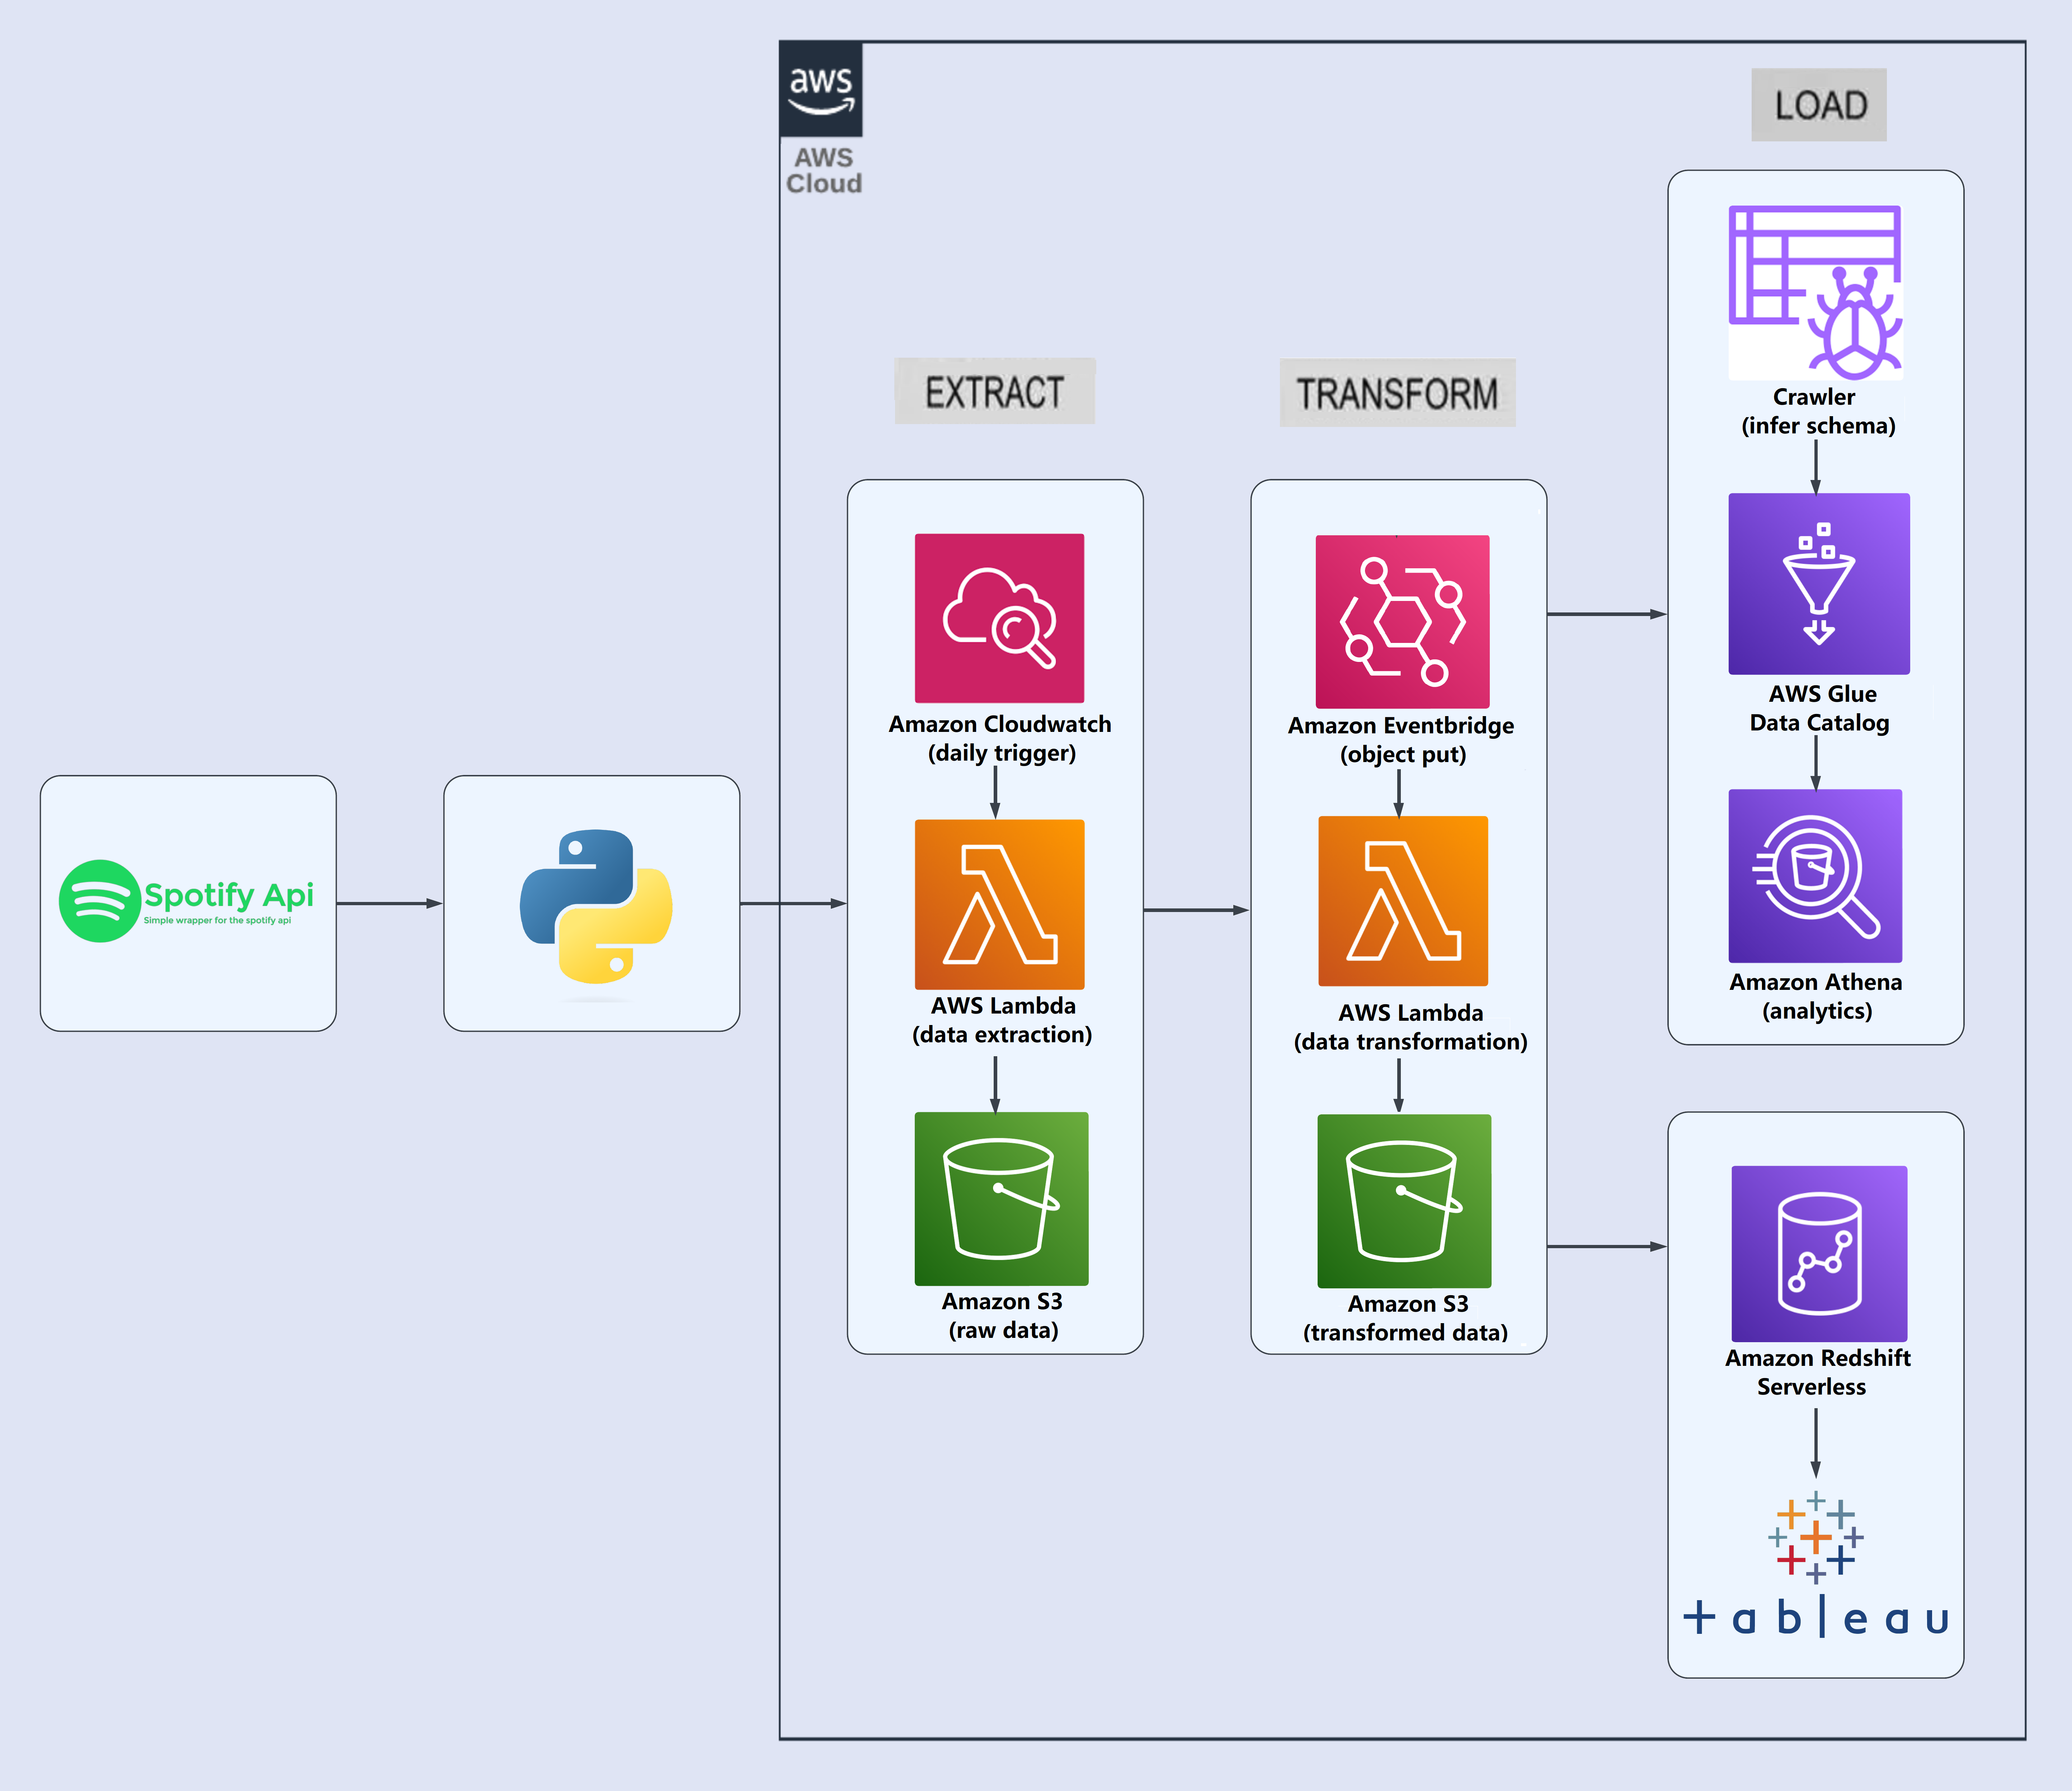 aws
AWS
Cloud
LOAD
Crawler
(infer schema)
EXTRACT
TRANSFORM
AWS Glue
Data Catalog
Amazon Cloudwatch
(daily trigger)
Amazon Eventbridge
(object put)
Spotify Api
Simple wrapper for the spotify api
AWS Lambda
(data extraction)
AWS Lambda
(data transformation)
Amazon Athena
(analytics)
Amazon S3
(raw data)
Amazon S3
(transformed data)
Amazon Redshift
Serverless
+ableau